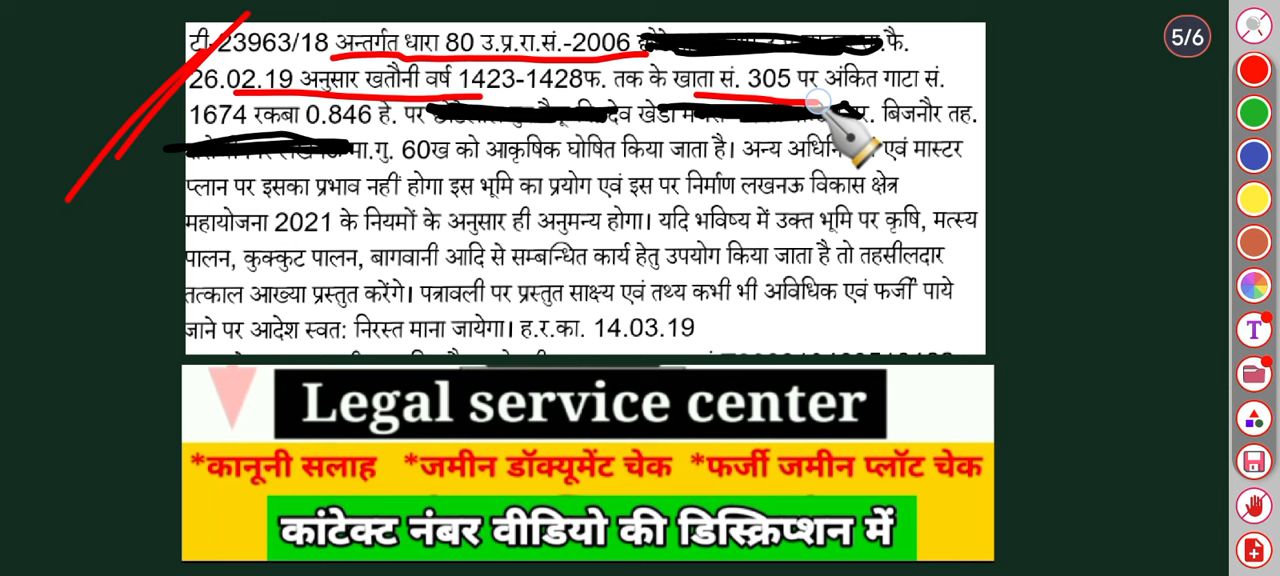 5/6
टी-23963/18 अन्तर्गत धारा 80 उ.प्र.रा.सं.-2006 फै.
26.02.19 अनुसार खतौनी वर्ष 1423-1428फ. तक के खाता सं. 305 पर अंकित गाटा सं.
1674 रकबा 0.846 हे. पर देव खेडा बिजनौर तह.
मा.गु. 60ख को आकृषिक घोषित किया जाता है। अन्य एवं मास्टर
प्लान पर इसका प्रभाव नहीं होगा इस भूमि का प्रयोग एवं इस पर निर्माण लखनऊ विकास क्षेत्र
महायोजना 2021 के नियमों के अनुसार ही अनुमन्य होगा। यदि भविष्य में उक्त भूमि पर कृषि, मत्स्य
पालन, कुक्कुट पालन, बागवानी आदि से सम्बन्धित कार्य हेतु उपयोग किया जाता है तो तहसीलदार
तत्काल आख्या प्रस्तुत करेंगे। पत्रावली पर प्रस्तुत साक्ष्य एवं तथ्य कभी भी अविधिक एवं फर्जी पाये
जाने पर आदेश स्वत: निरस्त माना जायेगा। ह.र.का. 14.03.19
Legal service center
*कानूनी सलाह *जमीन डॉक्यूमेंट चेक *फर्जी जमीन प्लॉट चेक
कांटेक्ट नंबर वीडियो की डिस्क्रिप्शन में
T